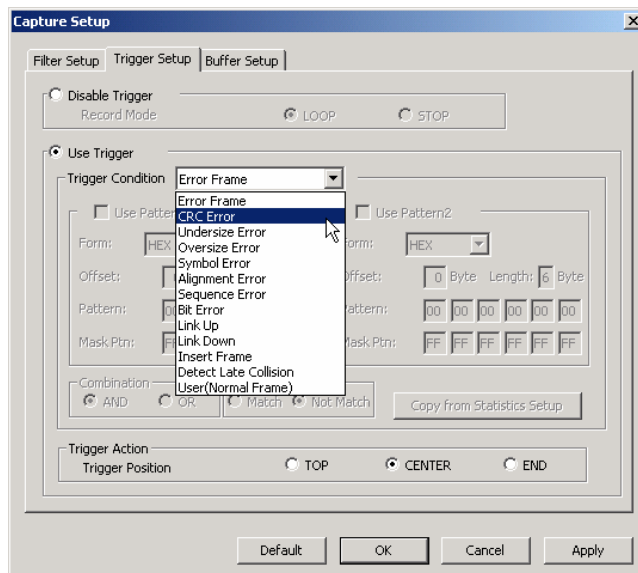 Capture Setup
Filter Setup Trigger Setup Buffer Setup
Disable Trigger
Record Mode LOOP STOP
Use Trigger
Trigger Condition Error Frame
Error Frame
CRC Error
Undersize Error
Oversize Error
Symbol Error
Alignment Error
Sequence Error
Bit Error
Link Up
Link Down
Insert Frame
Detect Late Collision
User(Normal Frame)
Use Pattern2
Form: HEX HEX
Offset: 0 Byte Length: 6 Byte
Pattern: 00 00 00 00 00 00
Mask Ptn: Mask Ptn: FF FF FF FF FF FF
Combination
AND OR Match Not Match Copy from Statistics Setup
Trigger Action
Trigger Position TOP CENTER END
Default OK Cancel Apply